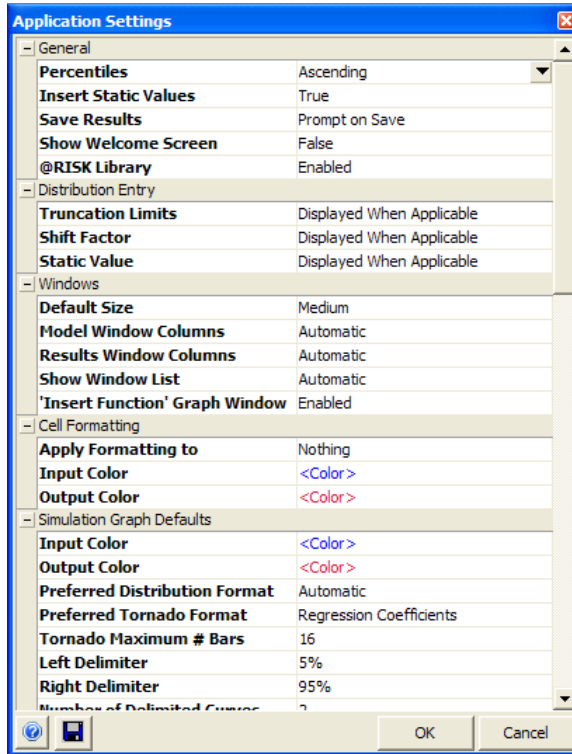 Application Settings
General
Percentiles Ascending
Insert Static Values True
Save Results Prompt on Save
Show Welcome Screen False
@RISK Library Enabled
Distribution Entry
Truncation Limits Displayed When Applicable
Shift Factor Displayed When Applicable
Static Value Displayed When Applicable
Windows
Default Size Medium
Model Window Columns Automatic
Results Window Columns Automatic
Show Window List Automatic
'Insert Function' Graph Window Enabled
Cell Formatting
Apply Formatting to Nothing
Input Color <Color>
Output Color <Color>
Simulation Graph Defaults
Input Color <Color>
Output Color <Color>
Preferred Distribution Format Automatic
Preferred Tornado Format Regression Coefficients
Tornado Maximum # Bars 16
Left Delimiter 5%
Right Delimiter 95%
Number of Delimited Curves
OK Cancel